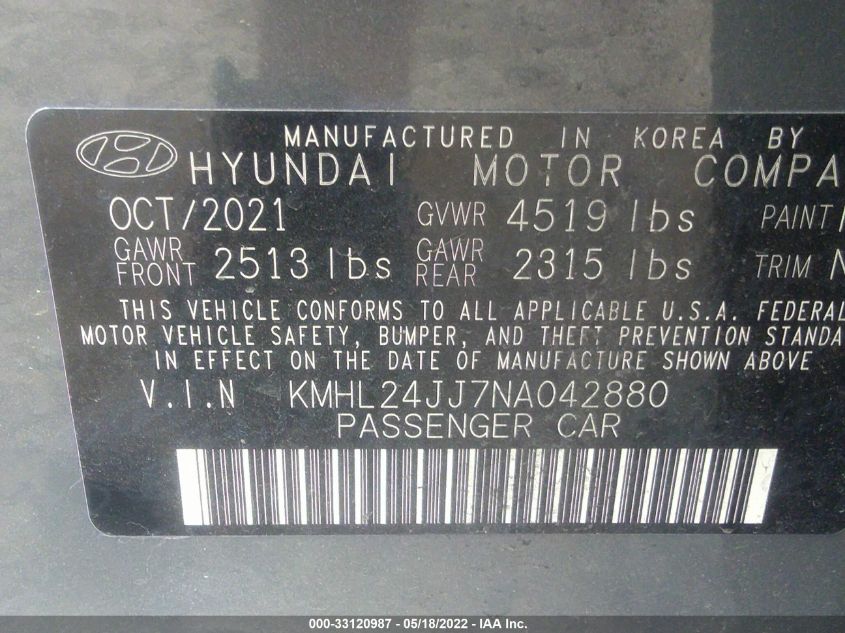 MANUFACTURED IN KOREA BY
HYUNDAI MOTOR COMPA
OCT/2021 GVWR 4519 lbs PAINT
GAWR FRONT 2513 lbs GAWR REAR 2315 lbs TRIM N
THIS VEHICLE CONFORMS TO ALL APPLICABLE U.S.A. FEDERAL
MOTOR VEHICLE SAFETY, BUMPER, AND THEFT PREVENTION STANDA
IN EFFECT ON THE DATE OF MANUFACTURE SHOWN ABOVE
V.I.N KMHL24JJ7NA042880
PASSENGER CAR
000-33120987 - 05/18/2022 - IAA Inc.